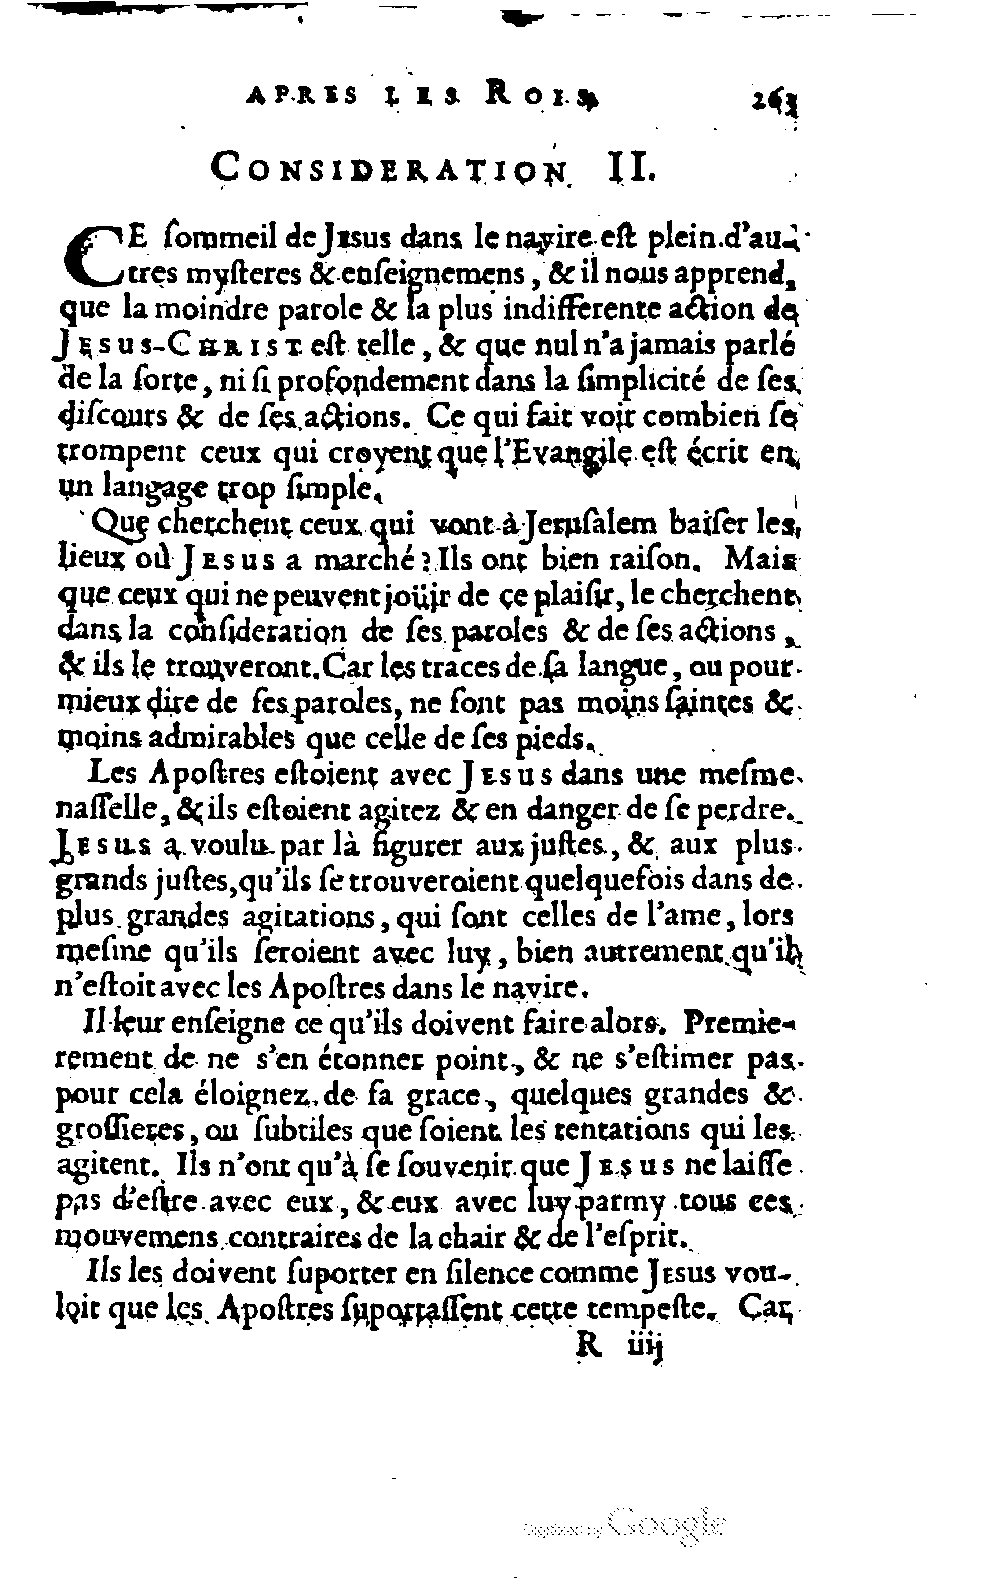 APRES LES ROIS. 263
CONSIDERATION II.
CE ſommeil de JESUS dans le navire eſt plein d'au-
tres myſteres & enſeignemens, & il nous apprend,
que la moindre parole & la plus indifferente action de
JESUS-CHRIST eſt telle, & que nul n'a jamais parlé
de la ſorte, ni ſi profondement dans la ſimplicité de ſes
diſcours & de ſes actions. Ce qui fait voir combien ſe
trompent ceux qui croyent que l'Evangile eſt écrit en
un langage trop ſimple.
Que cherchent ceux qui vont à Jeruſalem baiſer les
lieux où JESUS a marché? Ils ont bien raiſon. Mais
que ceux qui ne peuvent joüir de ce plaiſir, le cherchent
dans la conſideration de ſes paroles & de ſes actions,
& ils le trouveront. Car les traces de ſa langue, ou pour
mieux dire de ſes paroles, ne ſont pas moins ſaintes &
moins admirables que celle de ſes pieds.
Les Apoſtres eſtoient avec JESUS dans une meſme
naſſelle, & ils eſtoient agitez & en danger de ſe perdre.
JESUS a voulu par là figurer aux juſtes, & aux plus
grands juſtes, qu'ils ſe trouveroient quelquefois dans de
plus grandes agitations, qui ſont celles de l'ame, lors
meſme qu'ils ſeroient avec luy, bien autrement qu'il
n'eſtoit avec les Apoſtres dans le navire.
Il leur enſeigne ce qu'ils doivent faire alors. Premie-
rement de ne s'en étonner point, & ne s'eſtimer pas
pour cela éloignez de ſa grace, quelques grandes &
groſſieres, ou ſubtiles que ſoient les tentations qui les
agitent. Ils n'ont qu'à ſe ſouvenir que JESUS ne laiſſe
pas d'eſtre avec eux, & eux avec luy parmy tous ces
mouvemens contraires de la chair & de l'eſprit.
Ils les doivent ſuporter en ſilence comme JESUS vou-
loit que les Apoſtres ſuportaſſent cette tempeſte. Car
R iiij
Digitized by Google